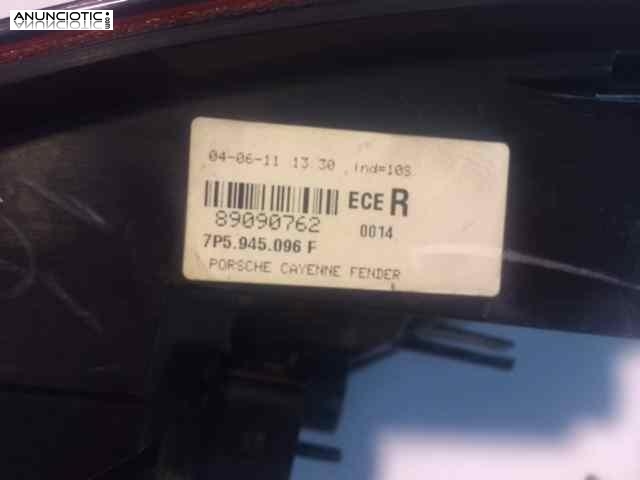 ANUNCIOTIC
04-06-11 13 30 , ind=10S
ECE R
89090762
0014
7P5.945.096 F
PORSCHE CAYENNE FENDER